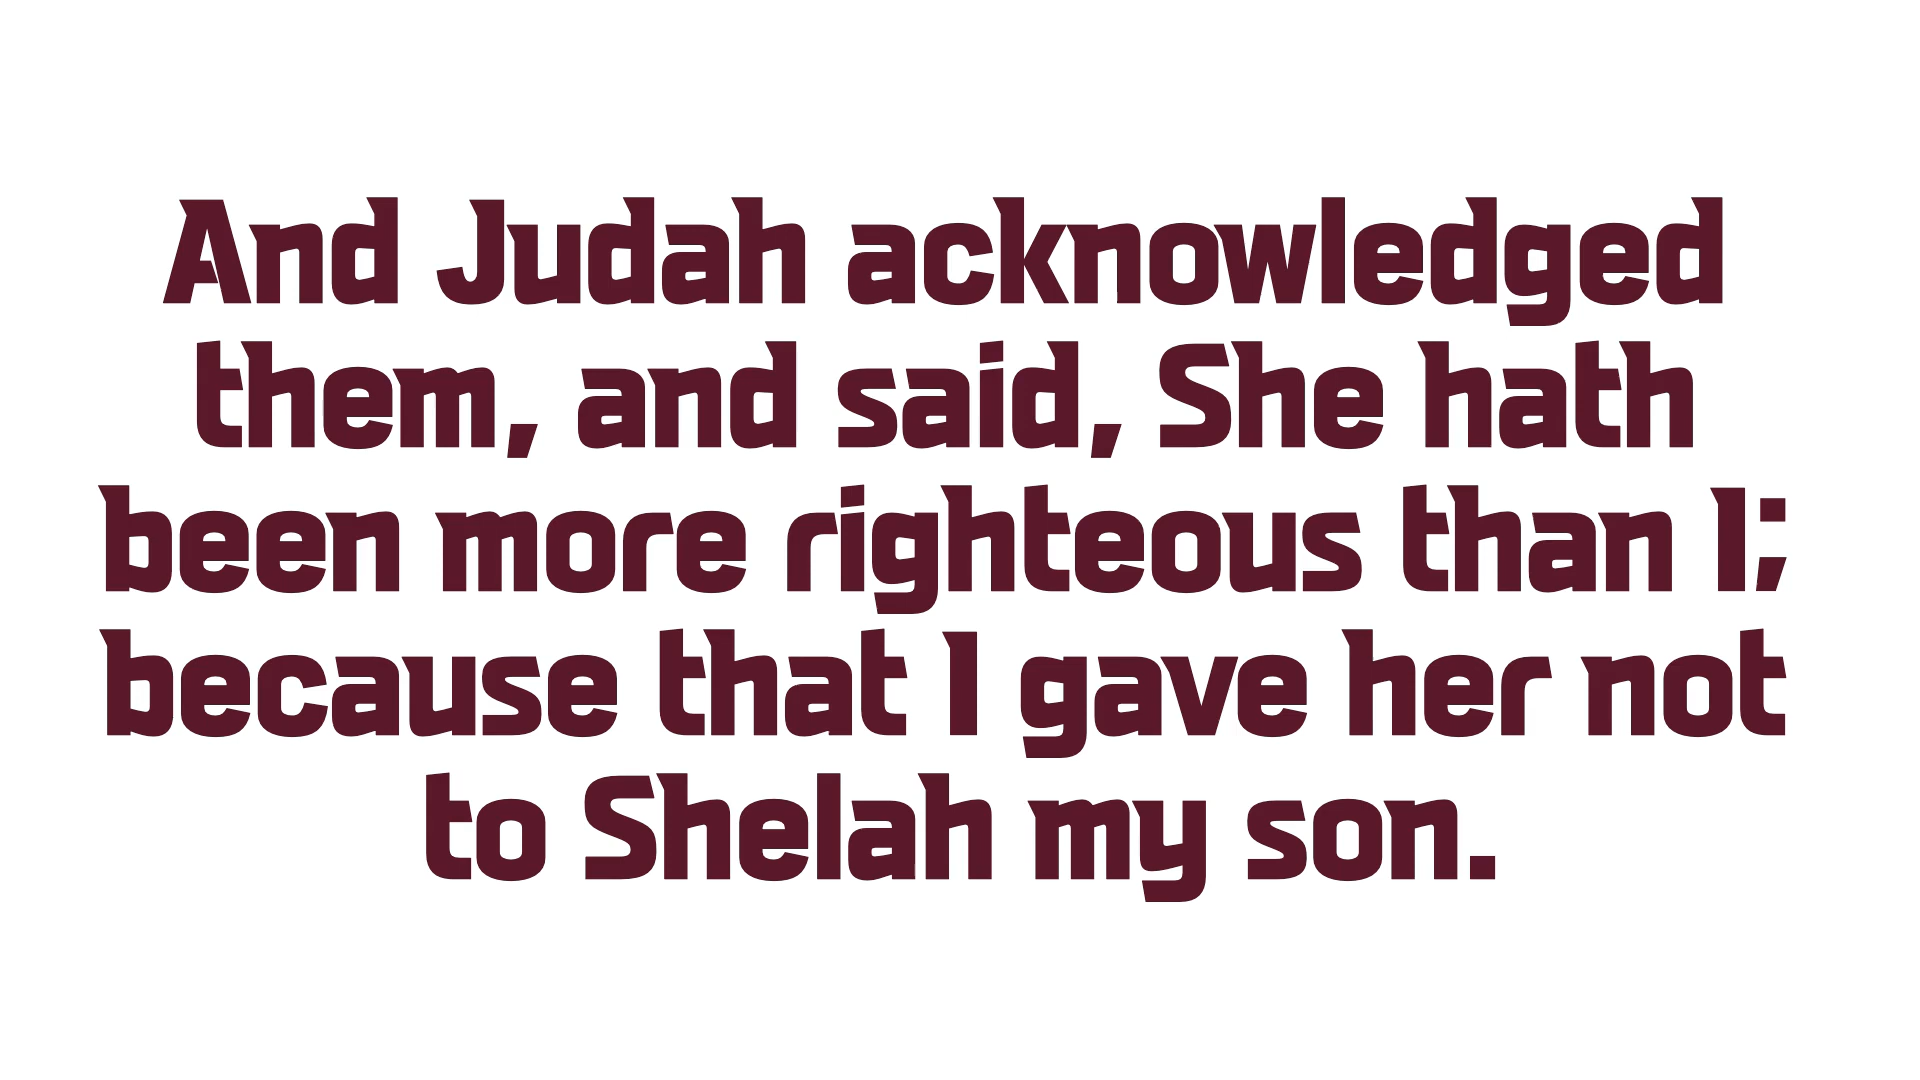 And Judah acknowledged
them, and said, She hath
been more righteous than I;
because that I gave her not
to Shelah my son.